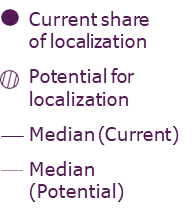 Current share
of localization
Potential for
localization
Median (Current)
Median
(Potential)